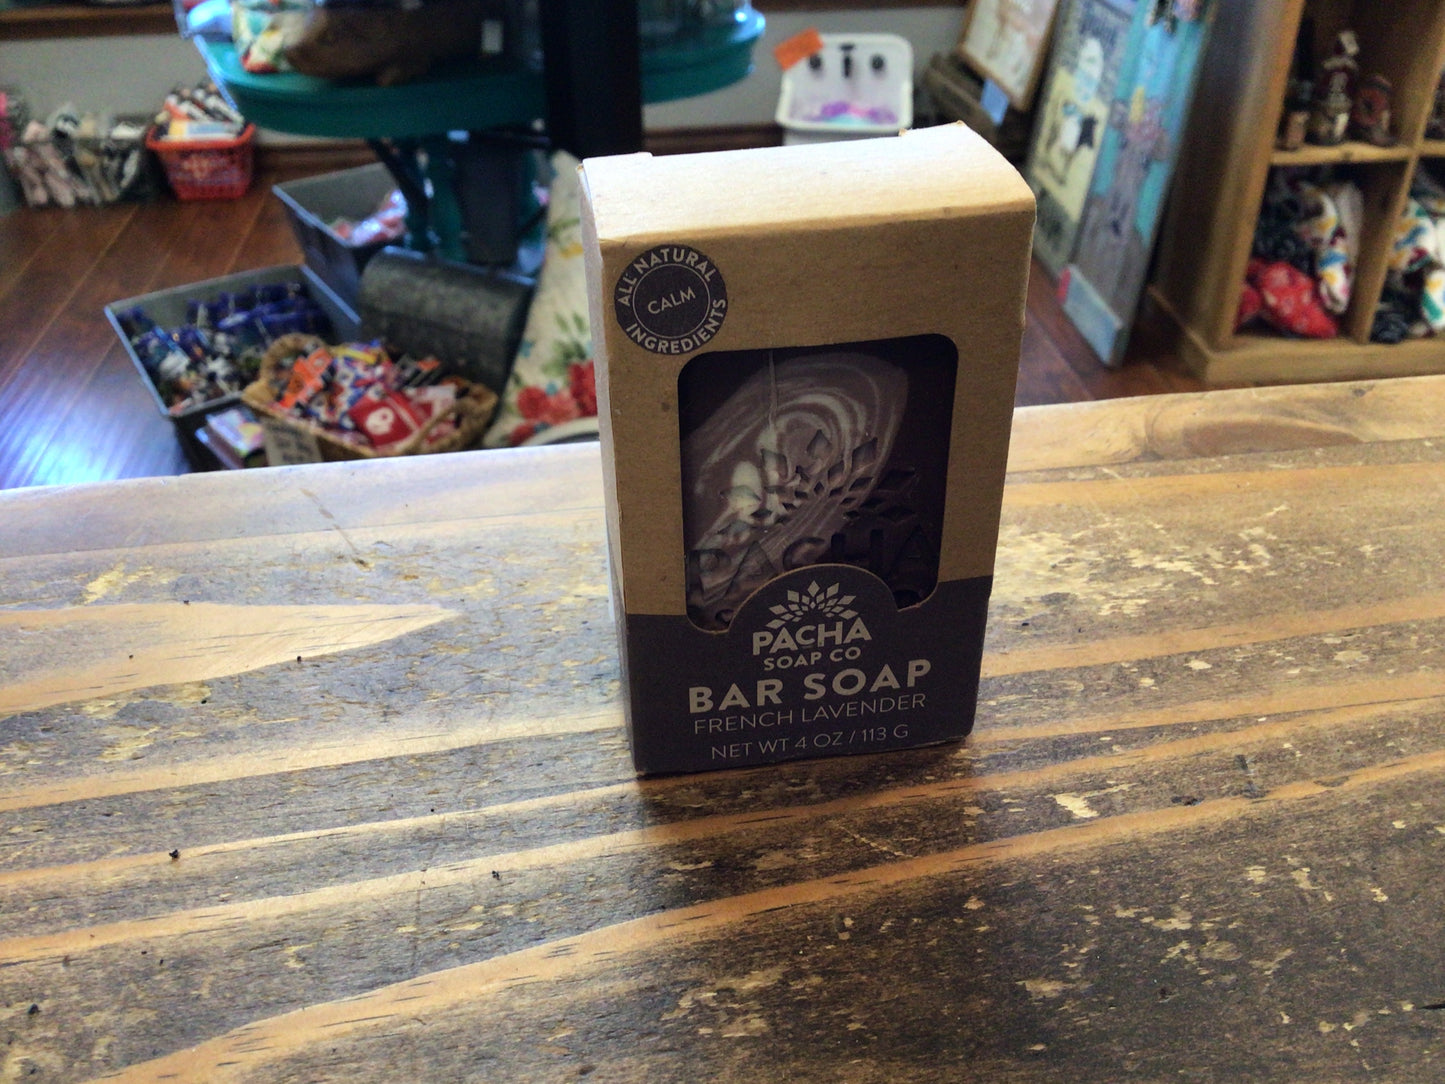 ALL NATURAL
CALM
INGREDIENTS
PACHA
PACHA
SOAP CO
BAR SOAP
FRENCH LAVENDER
NET WT 4 OZ / 113 G